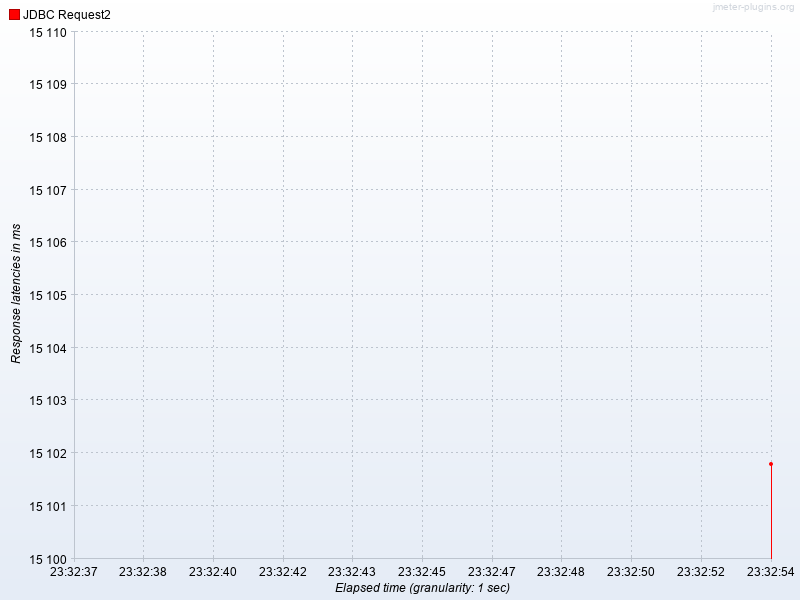 jmeter-plugins.org
JDBC Request2
15 110
15 109
15 108
15 107
15 106
15 105
15 104
15 103
15 102
15 101
15 100
Response latencies in ms
23:32:37 23:32:38 23:32:40 23:32:42 23:32:43 23:32:45 23:32:47 23:32:48 23:32:50 23:32:52 23:32:54
Elapsed time (granularity: 1 sec)